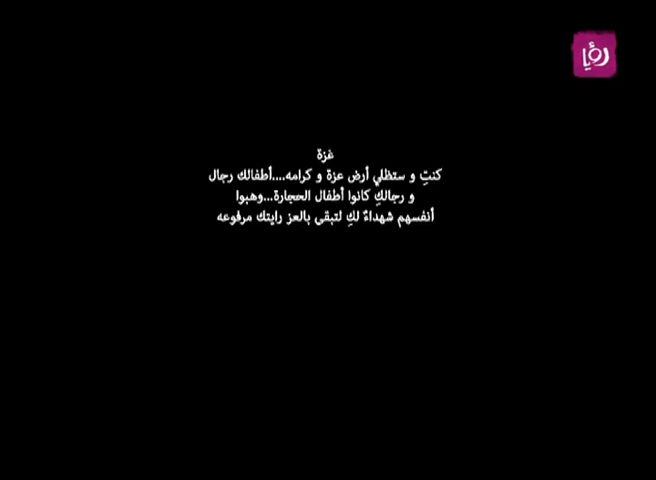 رؤيا
غزة
كنتِ و ستظلي أرض عزة و كرامه....أطفالك رجال
و رجالكِ كانوا أطفال الحجارة...وهبوا
أنفسهم شهداءً لكِ لتبقى بالعز رايتك مرفوعه